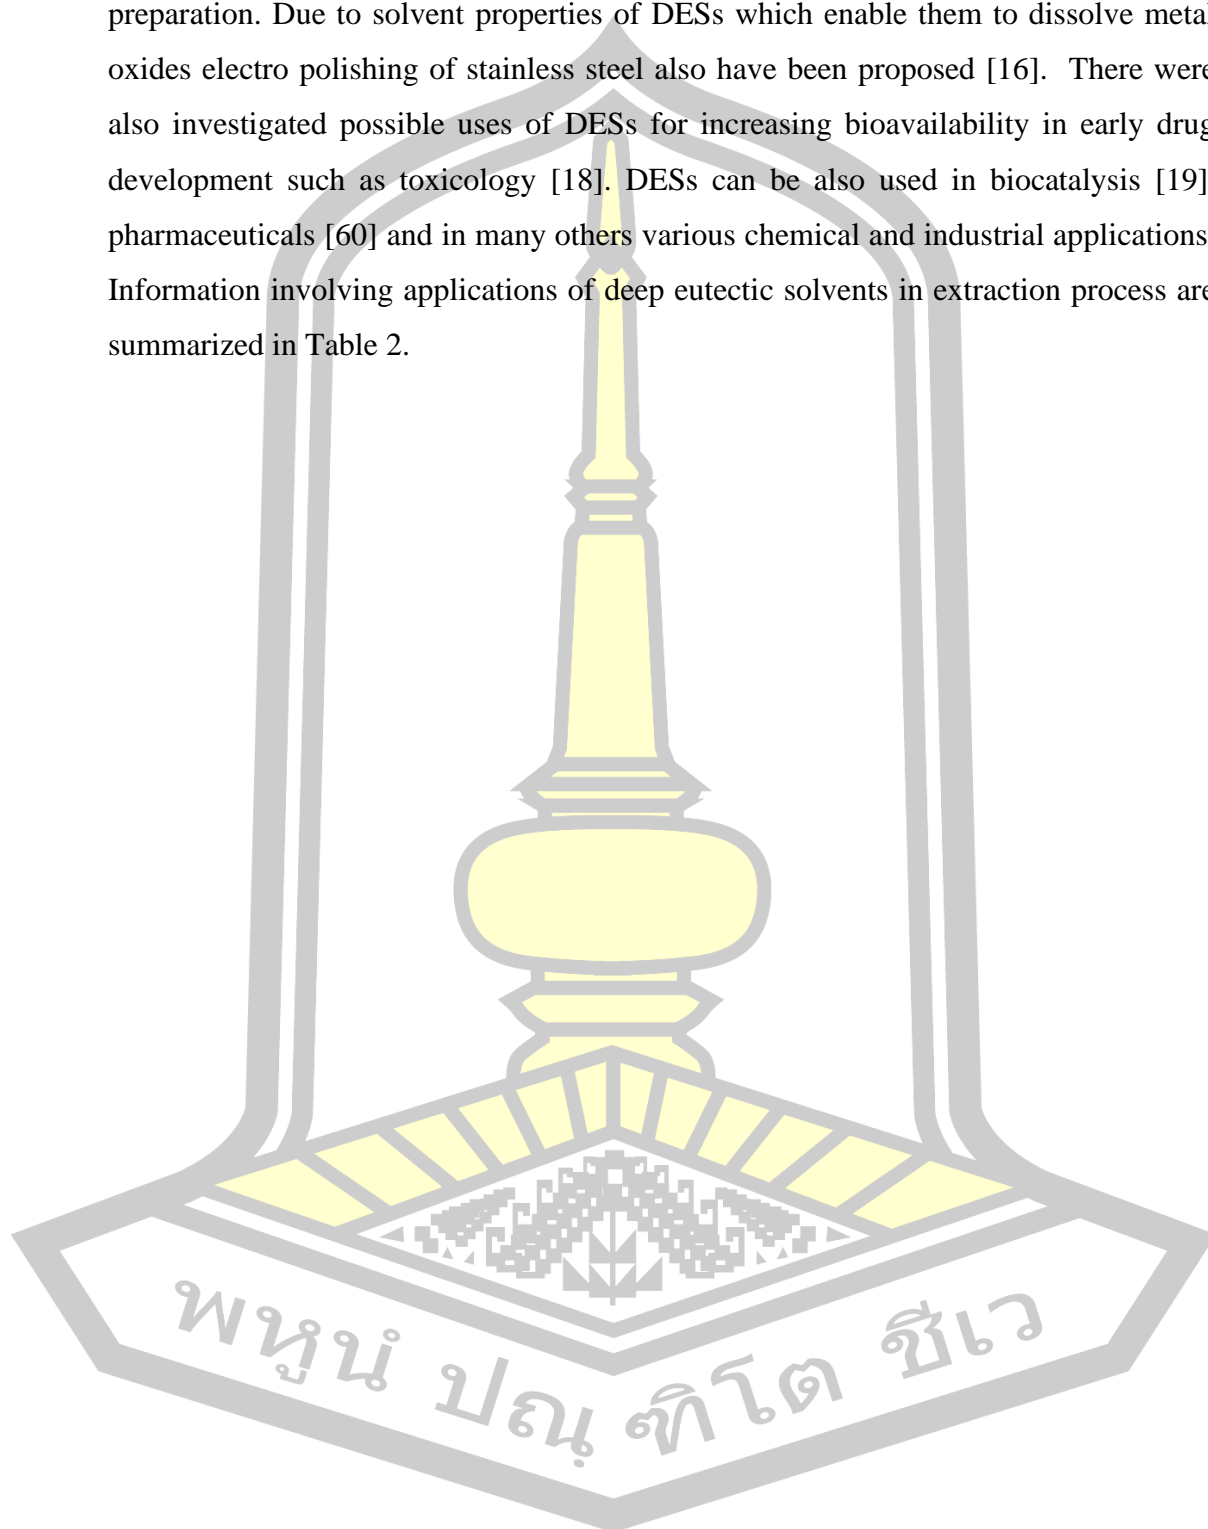 preparation. Due to solvent properties of DESs which enable them to dissolve metal
oxides electro polishing of stainless steel also have been proposed [16].  There were
also investigated possible uses of DESs for increasing bioavailability in early drug
development such as toxicology [18]. DESs can be also used in biocatalysis [19]
pharmaceuticals [60] and in many others various chemical and industrial applications
Information involving applications of deep eutectic solvents in extraction process are
summarized in Table 2.
พหูนํ ปณฺ ฑิโต ชีเว